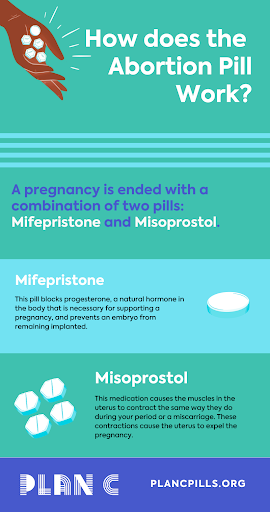 How does the
Abortion Pill
Work?
A pregnancy is ended with a
combination of two pills:
Mifepristone and Misoprostol.
Mifepristone
This pill blocks progesterone, a natural hormone in
the body that is necessary for supporting a
pregnancy, and prevents an embryo from
remaining implanted.
Misoprostol
This medication causes the muscles in the
uterus to contract the same way they do
during your period or a miscarriage. These
contractions cause the uterus to expel the
pregnancy.
PLAN C
PLANCPILLS.ORG